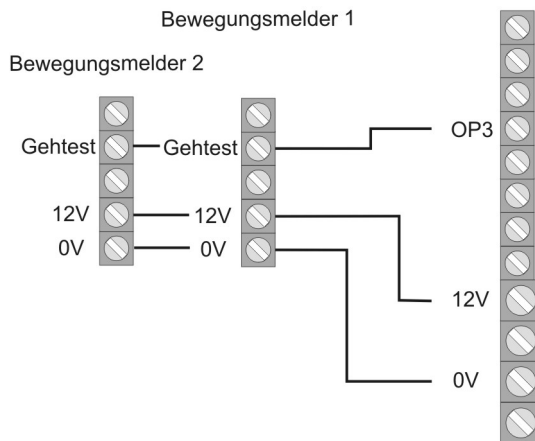 Bewegungsmelder 1
Bewegungsmelder 2
Gehtest
Gehtest
OP3
12V
12V
0V
0V
12V
0V